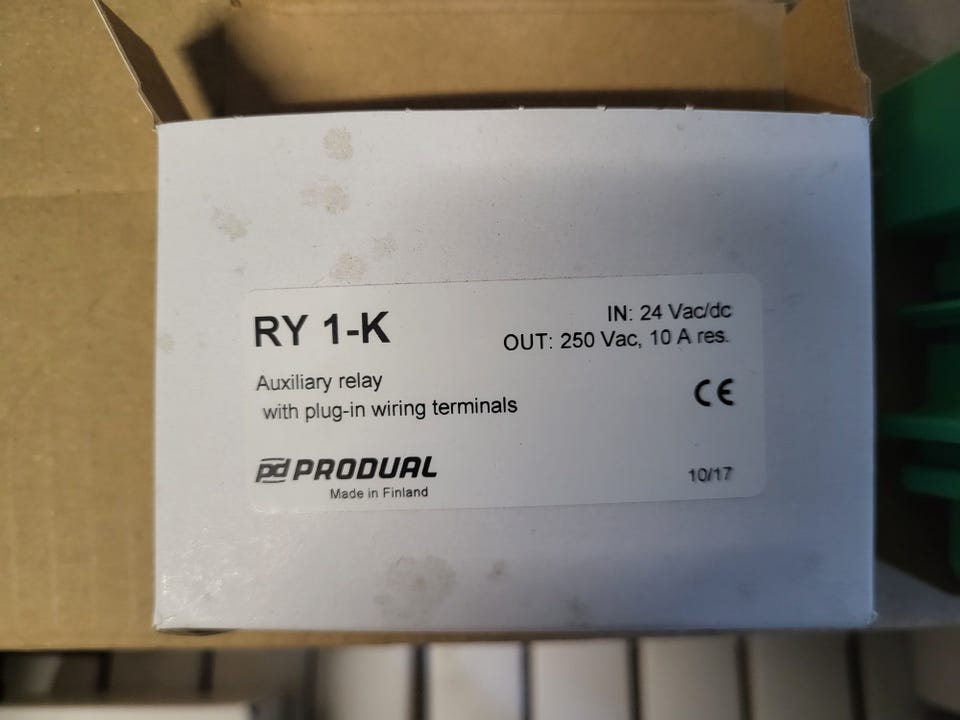 RY 1-K
IN: 24 Vac/dc
OUT: 250 Vac, 10 A res.
Auxiliary relay
with plug-in wiring terminals
CE
pd PRODUAL
Made in Finland
10/17